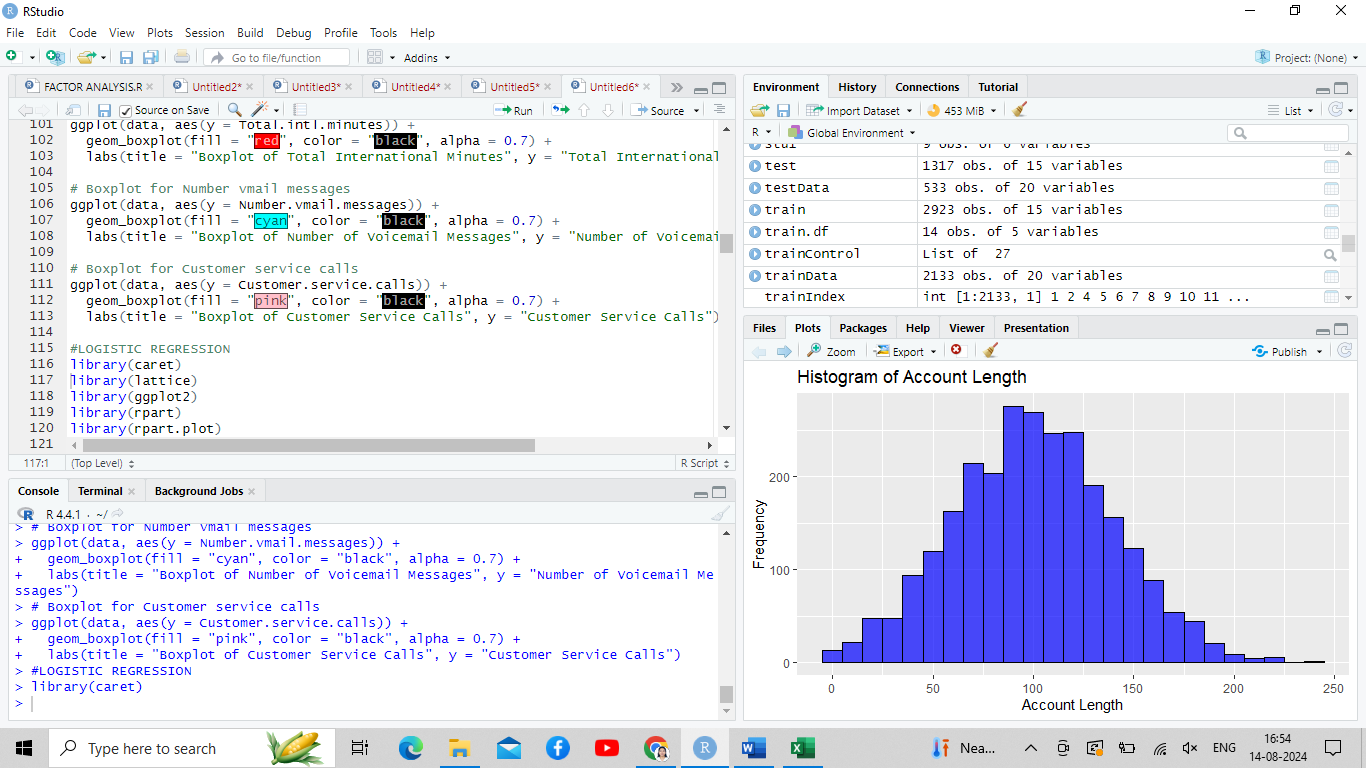 RStudio
File Edit Code View Plots Session Build Debug Profile Tools Help
Go to file/function Addins Project: (None)
FACTOR ANALYSIS.R Untitled2* Untitled3* Untitled4* Untitled5* Untitled6*
Source on Save Run Source
101 ggplot(data, aes(y = Total.intl.minutes)) +
102 geom_boxplot(fill = "red", color = "black", alpha = 0.7) +
103 labs(title = "Boxplot of Total International Minutes", y = "Total International
104
105 # Boxplot for Number vmail messages
106 ggplot(data, aes(y = Number.vmail.messages)) +
107 geom_boxplot(fill = "cyan", color = "black", alpha = 0.7) +
108 labs(title = "Boxplot of Number of Voicemail Messages", y = "Number of Voicemai
109
110 # Boxplot for Customer service calls
111 ggplot(data, aes(y = Customer.service.calls)) +
112 geom_boxplot(fill = "pink", color = "black", alpha = 0.7) +
113 labs(title = "Boxplot of Customer Service Calls", y = "Customer Service Calls")
114
115 #LOGISTIC REGRESSION
116 library(caret)
117 library(lattice)
118 library(ggplot2)
119 library(rpart)
120 library(rpart.plot)
121
117:1 (Top Level) R Script
Console Terminal Background Jobs
R 4.4.1 · ~/
> # Boxplot for Number vmail messages
> ggplot(data, aes(y = Number.vmail.messages)) +
+ geom_boxplot(fill = "cyan", color = "black", alpha = 0.7) +
+ labs(title = "Boxplot of Number of Voicemail Messages", y = "Number of Voicemail Me
ssages")
> # Boxplot for Customer service calls
> ggplot(data, aes(y = Customer.service.calls)) +
+ geom_boxplot(fill = "pink", color = "black", alpha = 0.7) +
+ labs(title = "Boxplot of Customer Service Calls", y = "Customer Service Calls")
> #LOGISTIC REGRESSION
> library(caret)
>
Environment History Connections Tutorial
Import Dataset 453 MiB List
R Global Environment
test 1317 obs. of 15 variables
testData 533 obs. of 20 variables
train 2923 obs. of 15 variables
train.df 14 obs. of 5 variables
trainControl List of 27
trainData 2133 obs. of 20 variables
trainIndex int [1:2133, 1] 1 2 4 5 6 7 8 9 10 11 ...
Files Plots Packages Help Viewer Presentation
Zoom Export Publish
Histogram of Account Length
Frequency
200
100
0
0 50 100 150 200 250
Account Length
Type here to search
Nea... ENG 16:54
14-08-2024